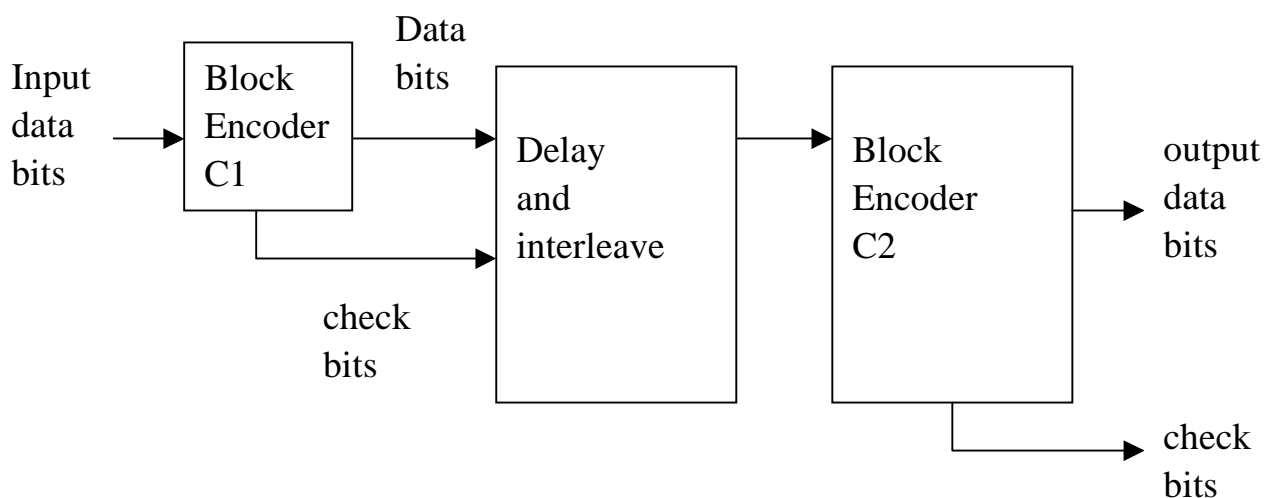 Input
data
bits
Block
Encoder
C1
Data
bits
check
bits
Delay
and
interleave
Block
Encoder
C2
output
data
bits
check
bits